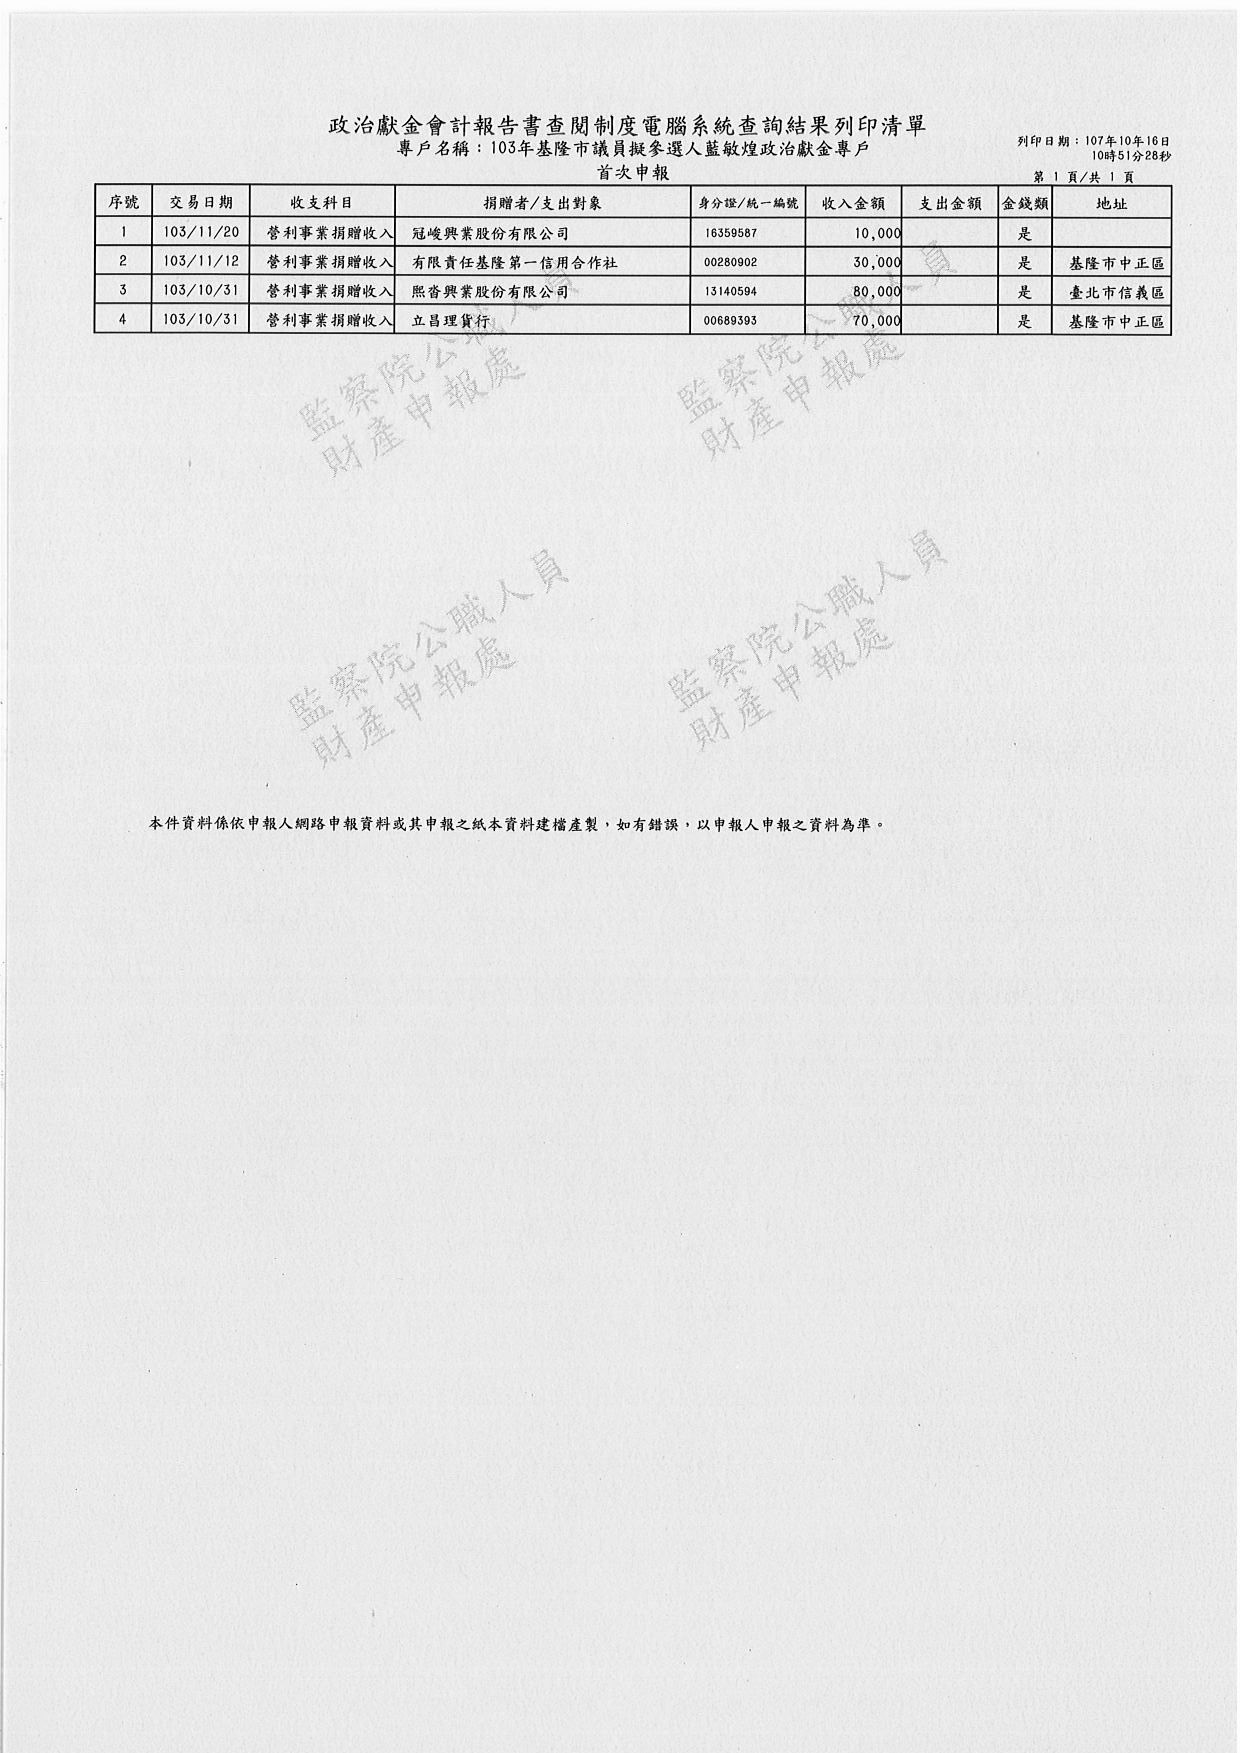 政治獻金會計報告書查閱制度電腦系統查詢結果列印清單
專戶名稱：103年基隆市議員擬參選人藍敏煌政治獻金專戶
首次申報
列印日期：107年10月16日
10時51分28秒
第 1 頁/共 1 頁
序號 交易日期 收支科目 捐贈者/支出對象 身分證/統一編號 收入金額 支出金額 金錢類 地址
1 103/11/20 營利事業捐贈收入 冠峻興業股份有限公司 16359587 10,000 是
2 103/11/12 營利事業捐贈收入 有限責任基隆第一信用合作社 00280902 30,000 是 基隆市中正區
3 103/10/31 營利事業捐贈收入 熙沓興業股份有限公司 13140594 80,000 是 臺北市信義區
4 103/10/31 營利事業捐贈收入 立昌理貨行 00689393 70,000 是 基隆市中正區
監察院公職人員
財產申報處
監察院公職人員
財產申報處
監察院公職人員
財產申報處
監察院公職人員
財產申報處
本件資料係依申報人網路申報資料或其申報之紙本資料建檔產製，如有錯誤，以申報人申報之資料為準。